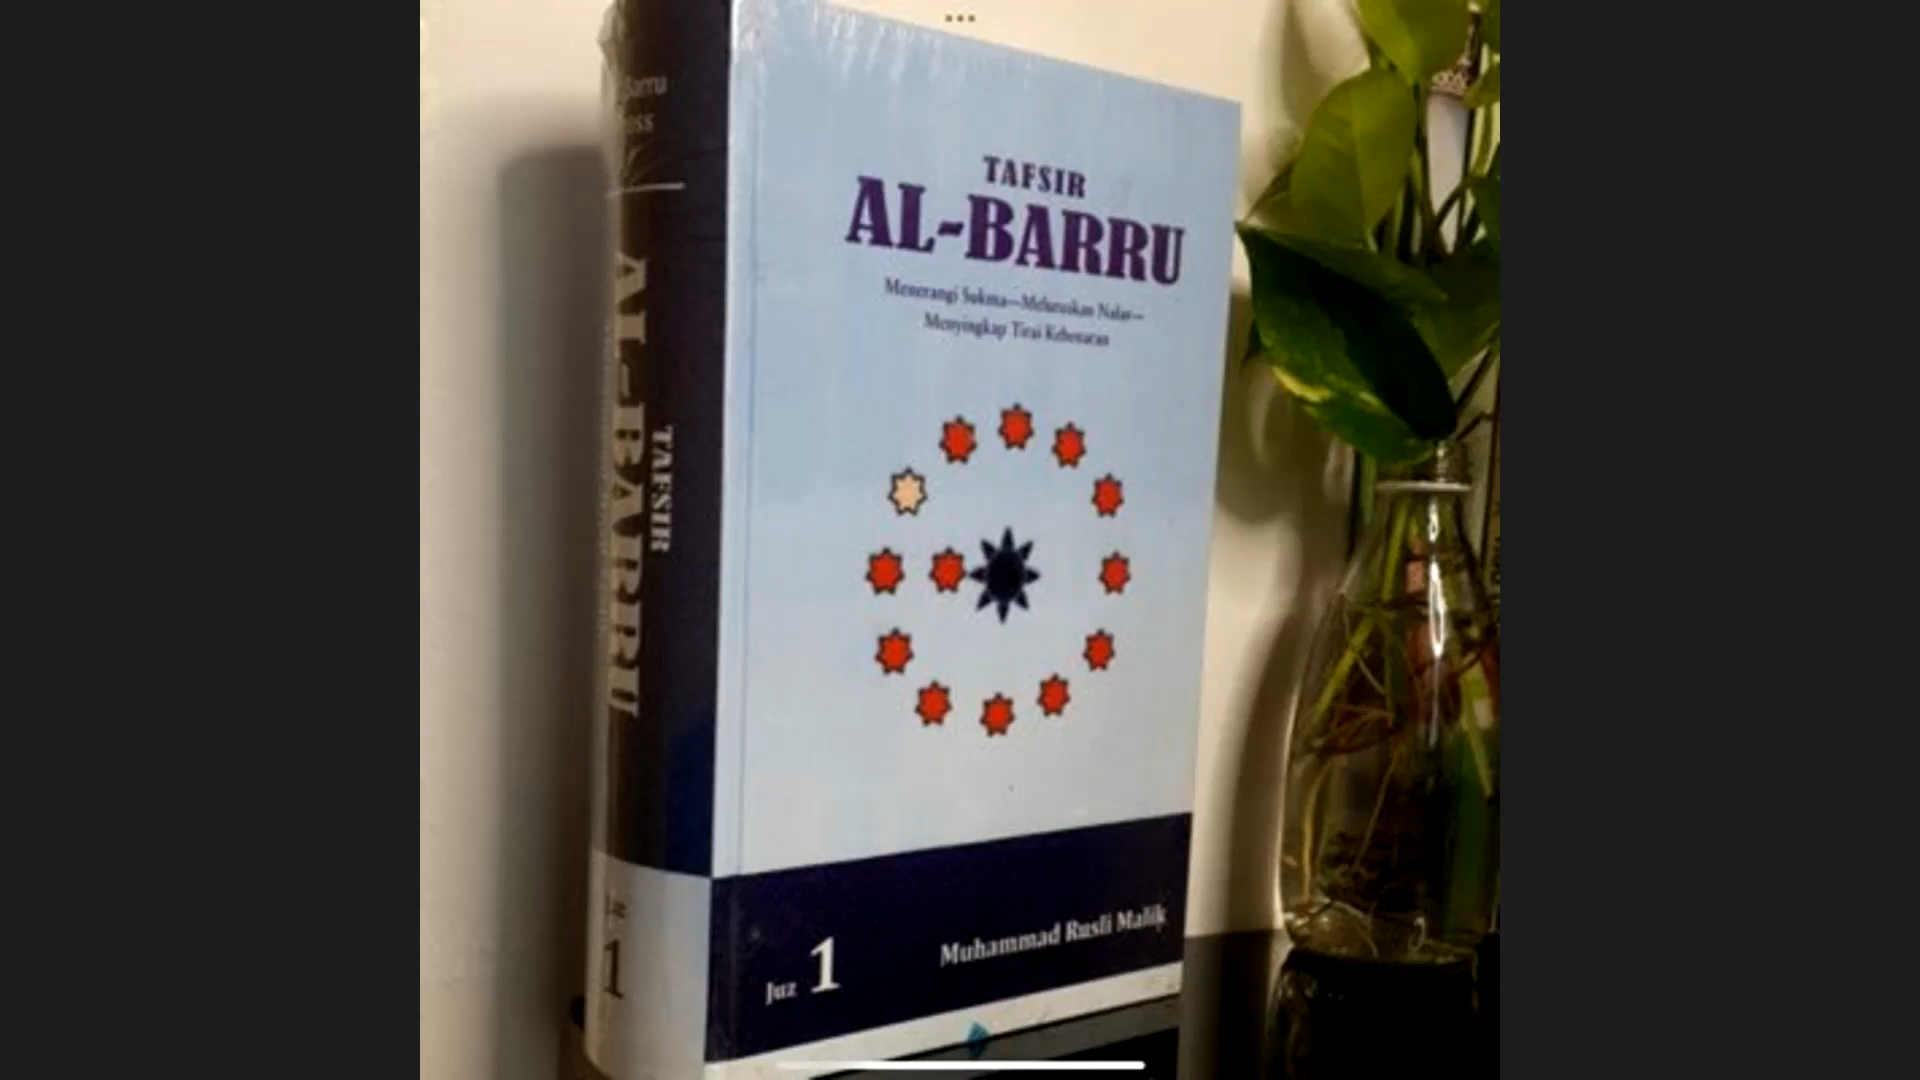 TAFSIR
AL-BARRU
Menerangi Sukma—Meluruskan Nalar—
Menyingkap Tirai Kebenaran
Juz 1
Muhammad Rusli Malik
Barru
TAFSIR
AL-BARRU
1